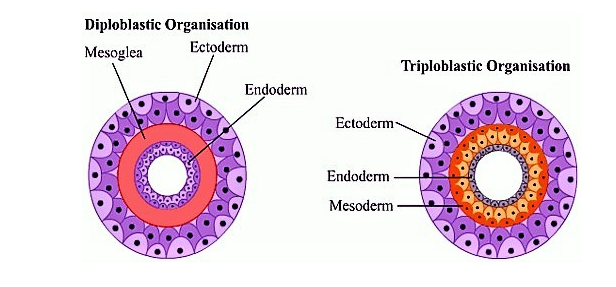 Diploblastic Organisation
Mesoglea
Ectoderm
Endoderm
Triploblastic Organisation
Ectoderm
Endoderm
Mesoderm